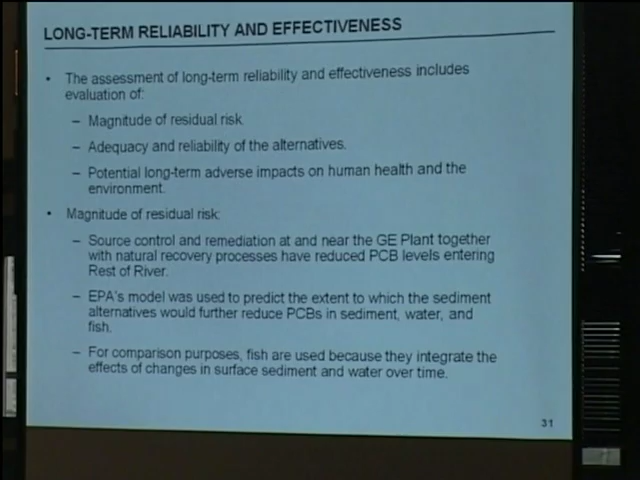 LONG-TERM RELIABILITY AND EFFECTIVENESS
• The assessment of long-term reliability and effectiveness includes
evaluation of:
– Magnitude of residual risk
– Adequacy and reliability of the alternatives.
– Potential long-term adverse impacts on human health and the
environment.
• Magnitude of residual risk:
– Source control and remediation at and near the GE Plant together
with natural recovery processes have reduced PCB levels entering
Rest of River.
– EPA's model was used to predict the extent to which the sediment
alternatives would further reduce PCBs in sediment, water, and
fish.
– For comparison purposes, fish are used because they integrate the
effects of changes in surface sediment and water over time.
31